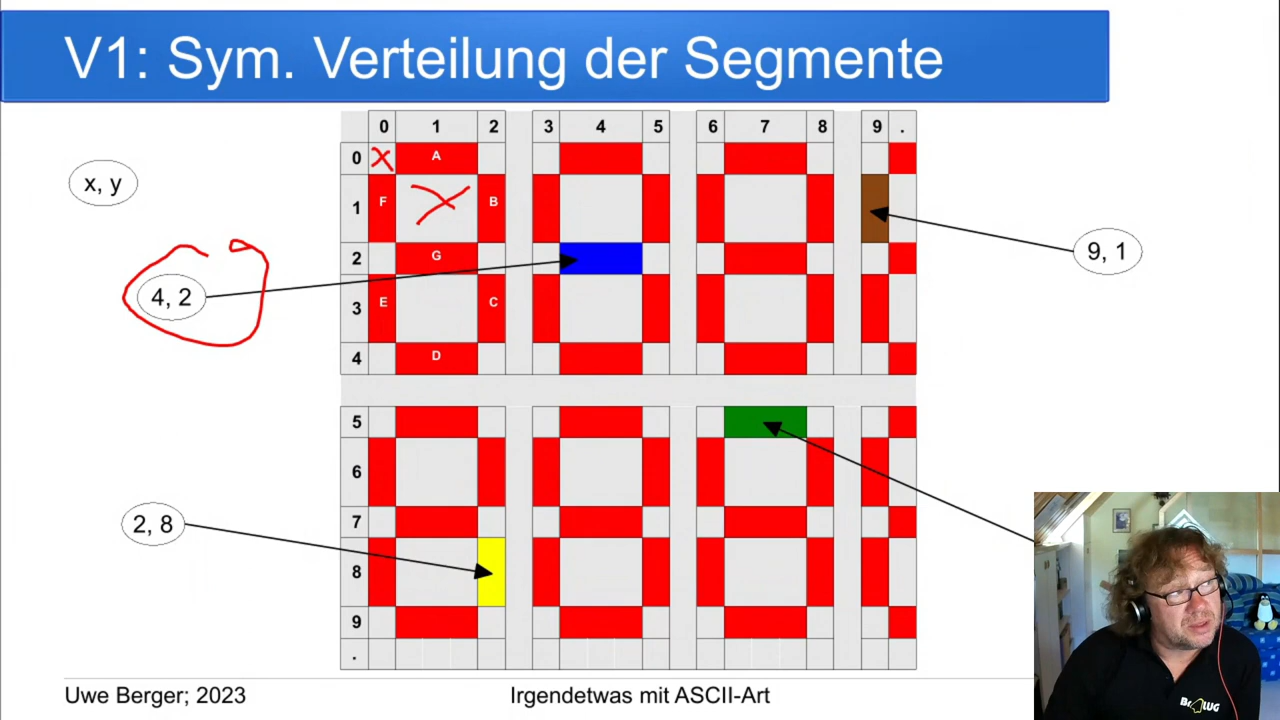 V1: Sym. Verteilung der Segmente
0 1 2 3 4 5 6 7 8 9 .
0 A
x, y
1 F B
9, 1
2 G
4, 2
3 E C
4 D
5
6
7
2, 8
8
9
.
Uwe Berger; 2023 Irgendetwas mit ASCII-Art